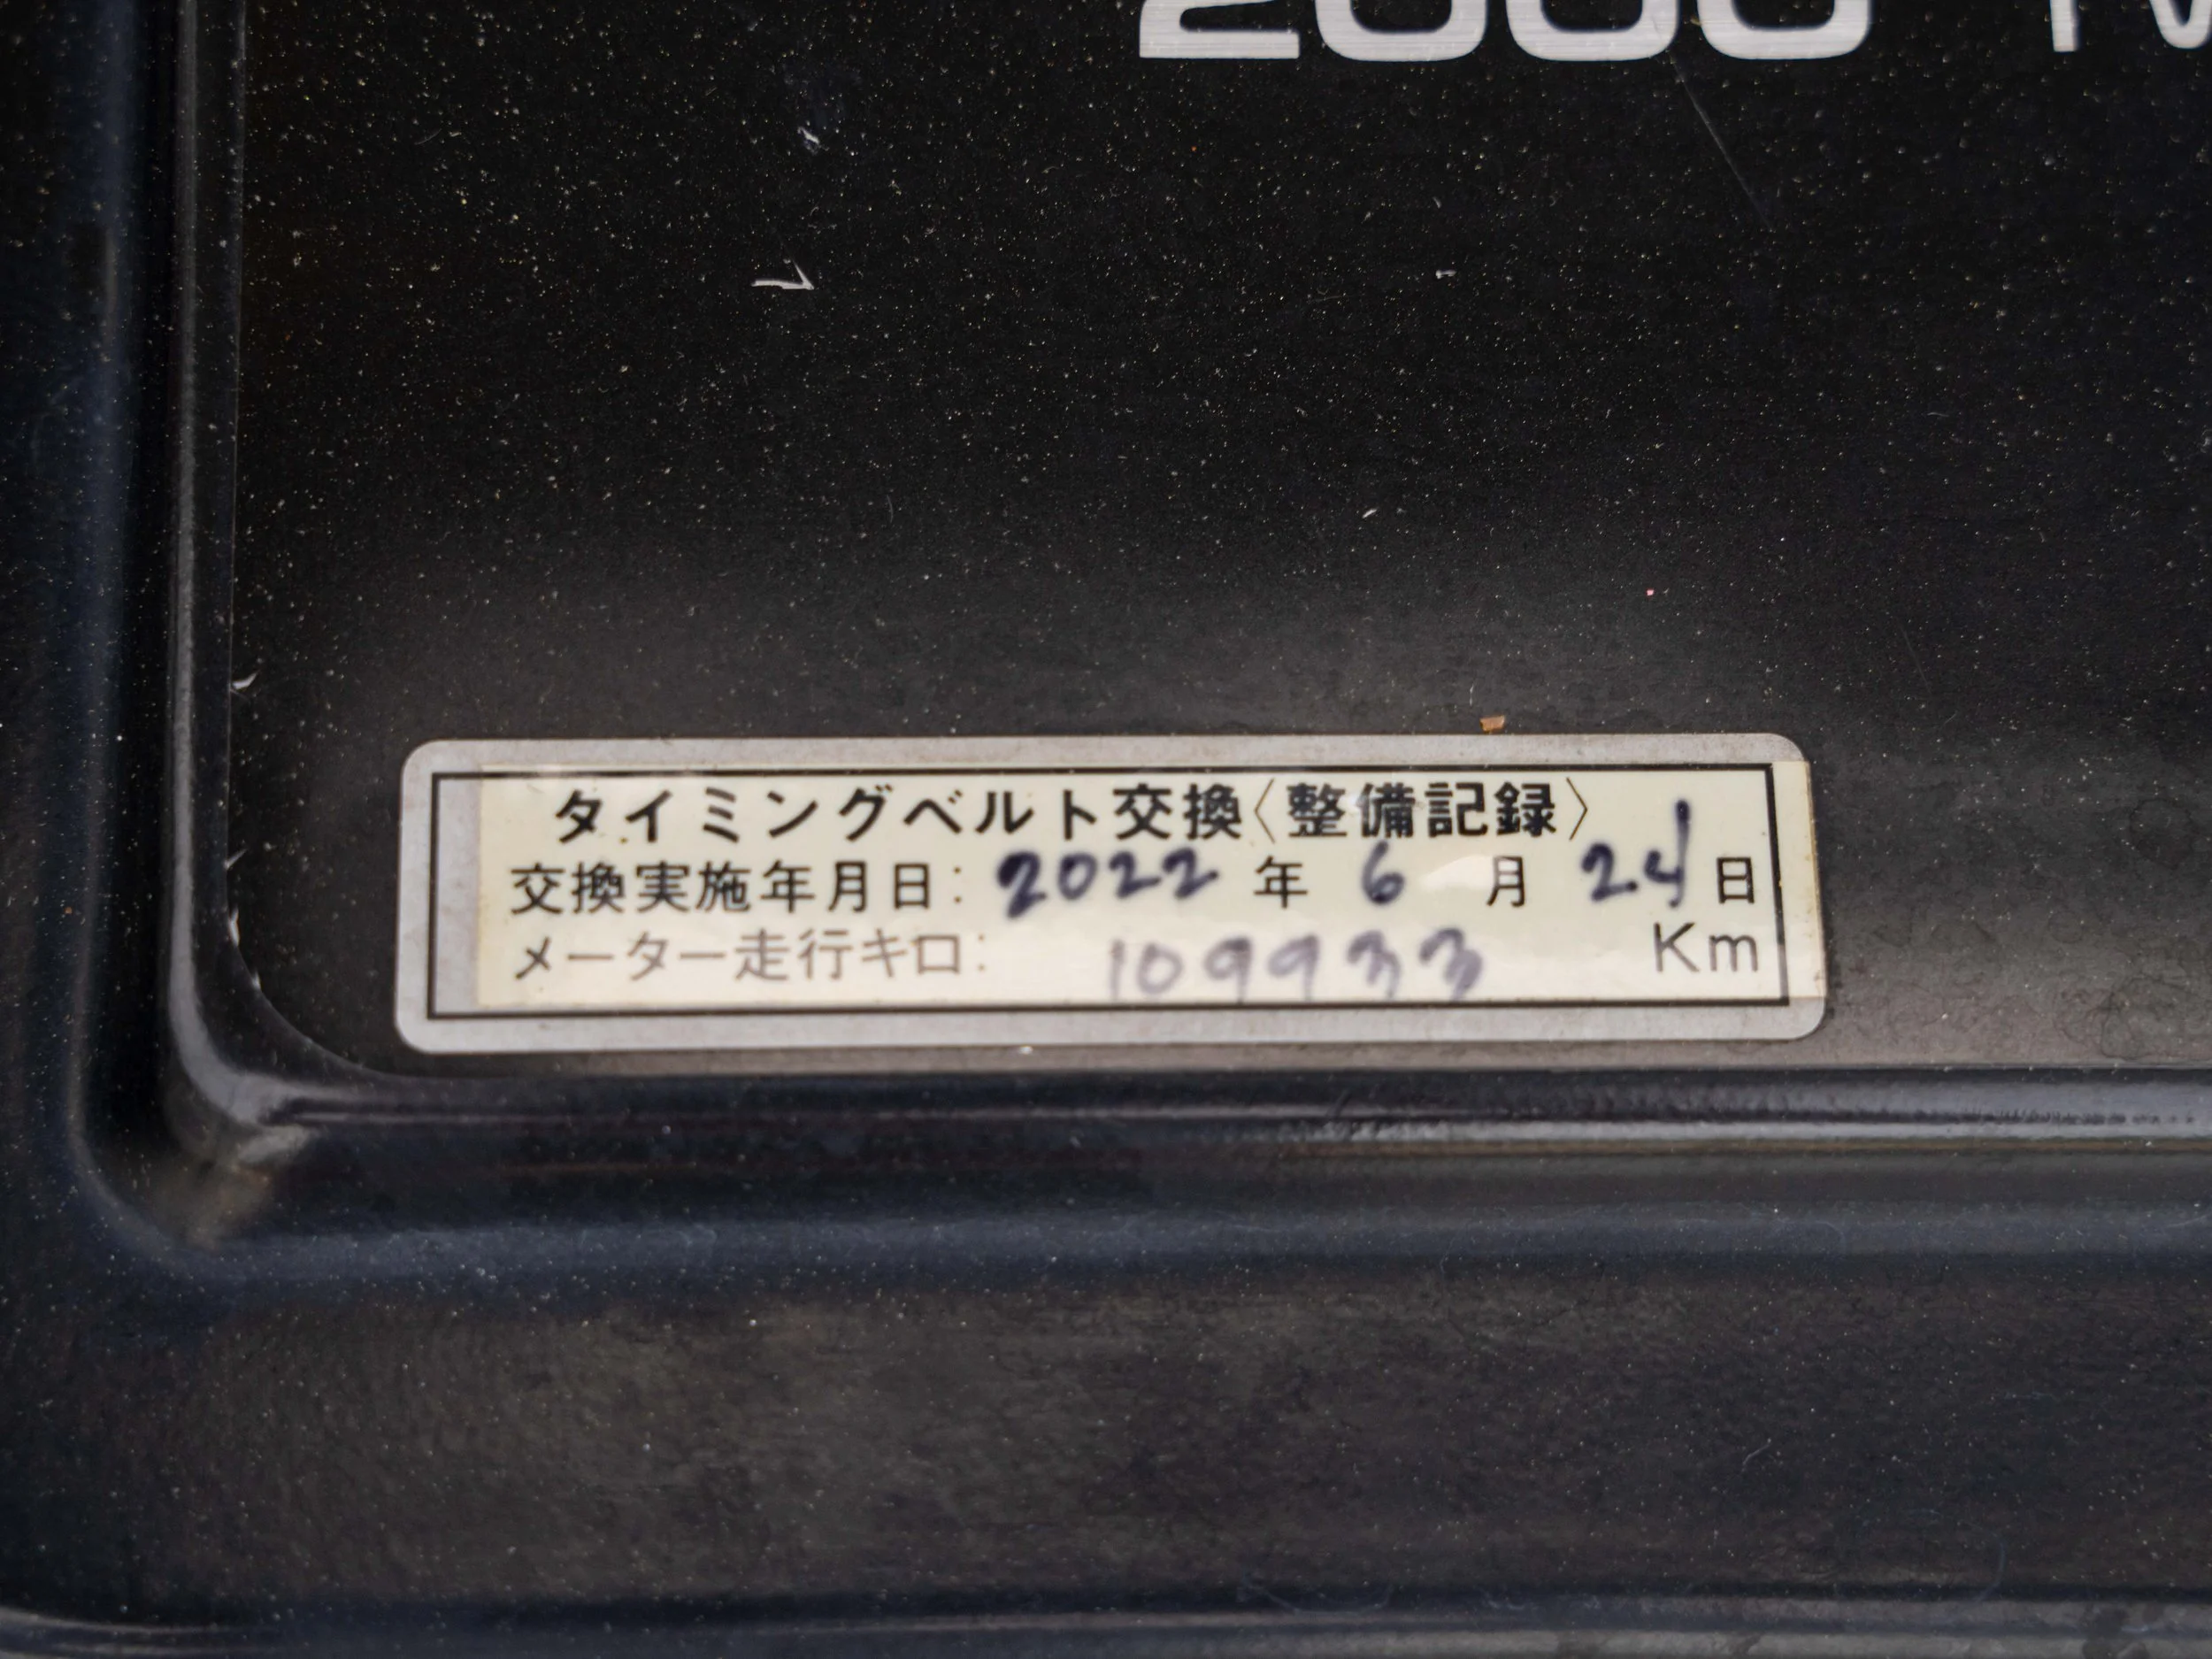 2000
タイミングベルト交換〈整備記録〉
交換実施年月日: 2022 年 6 月 24 日
メーター走行キロ: 109933 Km